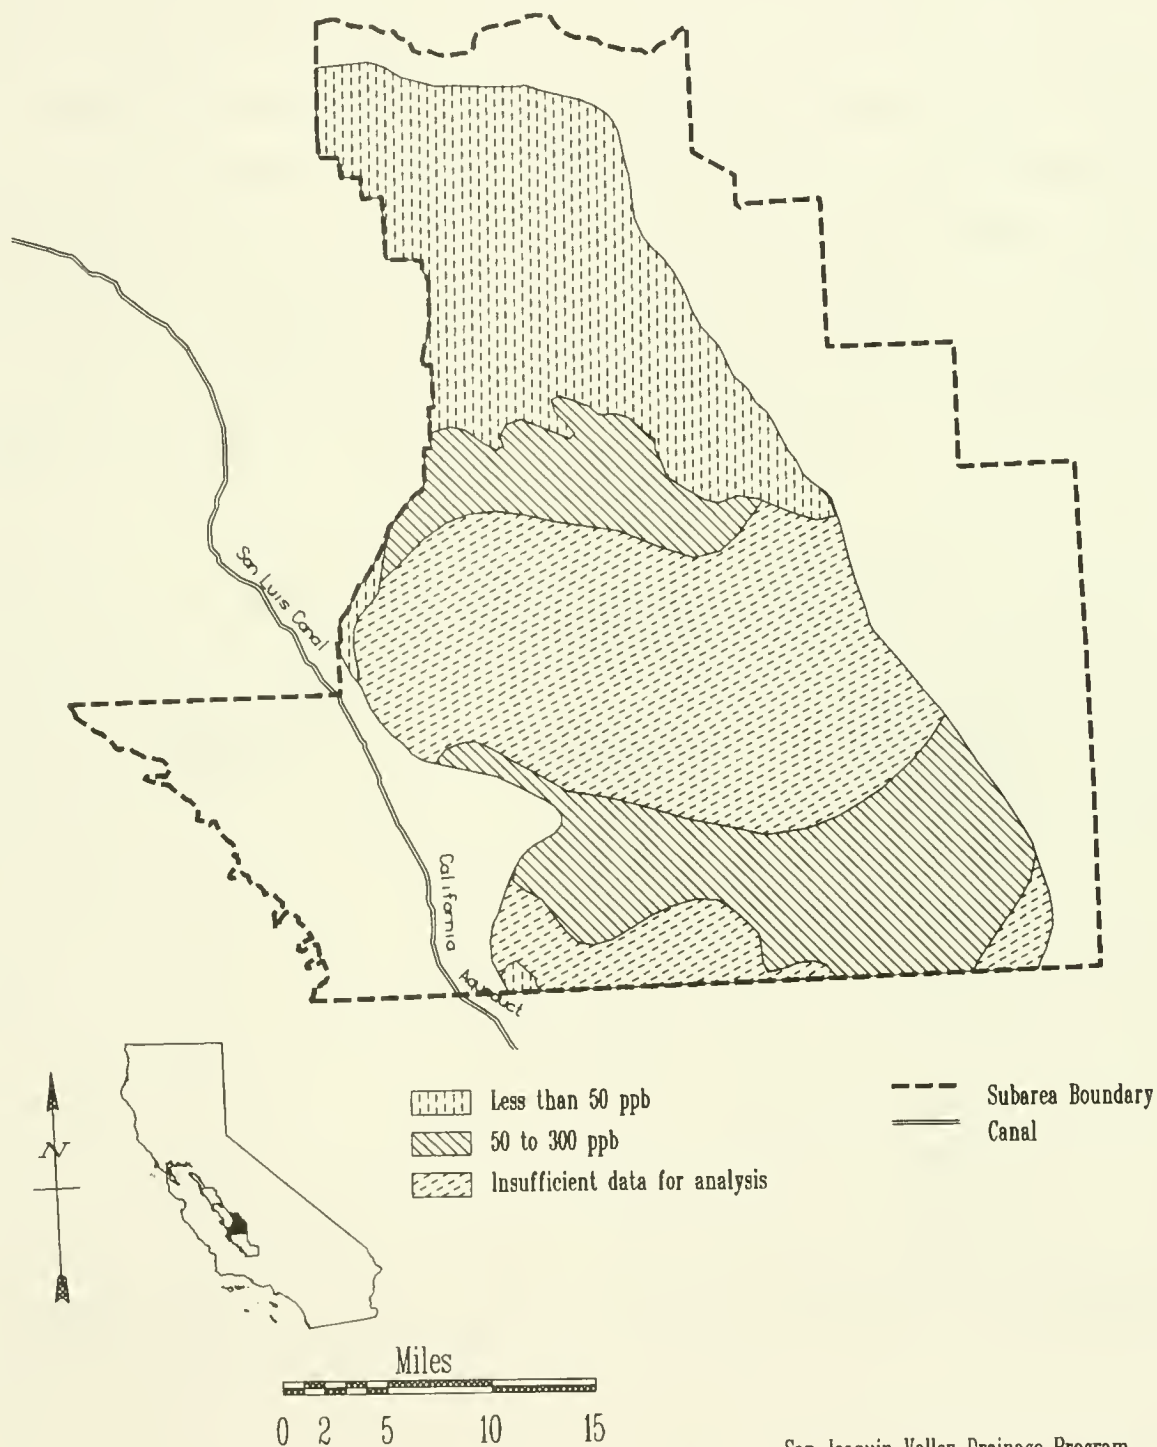 San Luis Canal
California
Aqueduct
Less than 50 ppb
50 to 300 ppb
Insufficient data for analysis
Subarea Boundary
Canal
N
Miles
0 2 5 10 15
San Joaquin Valley Drainage Program